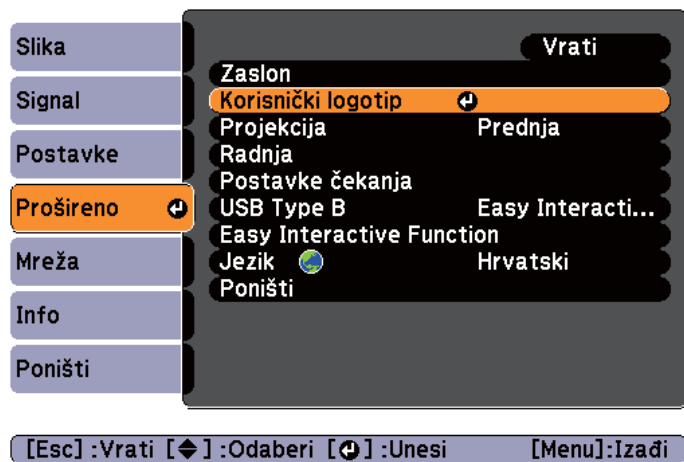 Slika
Signal
Postavke
Prošireno
Mreža
Info
Poništi
Vrati
Zaslon
Korisnički logotip
Projekcija Prednja
Radnja
Postavke čekanja
USB Type B Easy Interacti...
Easy Interactive Function
Jezik Hrvatski
Poništi
[Esc] :Vrati [◆] :Odaberi [⏎] :Unesi [Menu]:Izađi